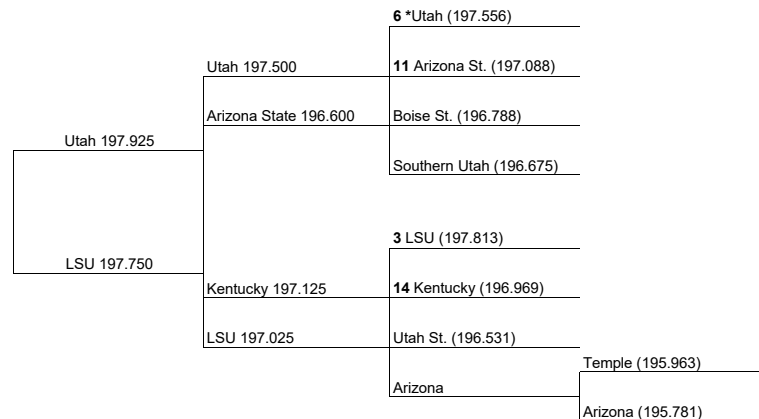 6 *Utah (197.556)
Utah 197.500
11 Arizona St. (197.088)
Arizona State 196.600
Boise St. (196.788)
Utah 197.925
Southern Utah (196.675)
3 LSU (197.813)
LSU 197.750
Kentucky 197.125
14 Kentucky (196.969)
LSU 197.025
Utah St. (196.531)
Temple (195.963)
Arizona
Arizona (195.781)